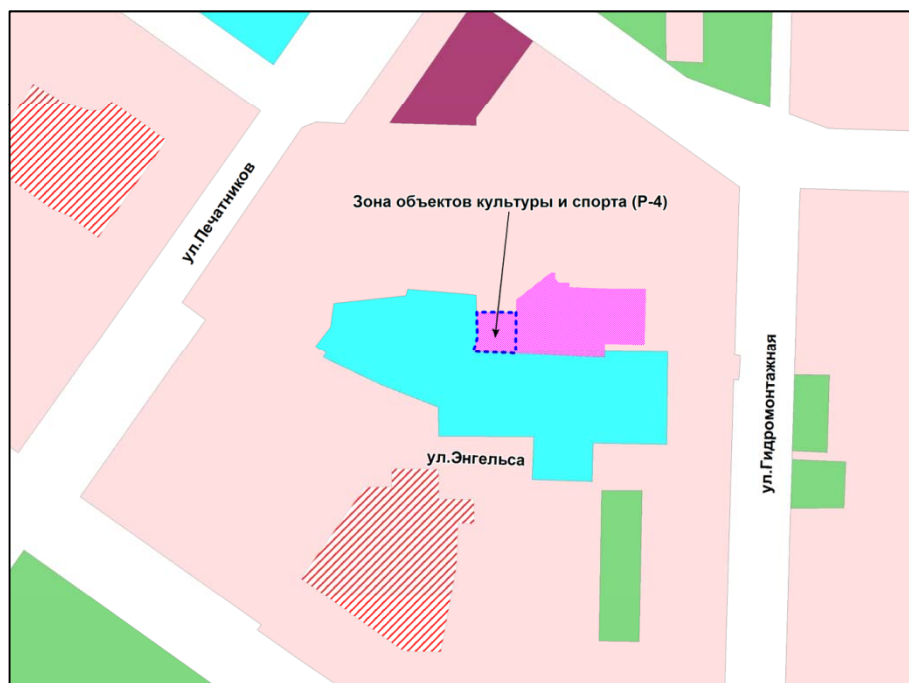 ул.Печатников
Зона объектов культуры и спорта (Р-4)
ул.Энгельса
ул.Гидромонтажная